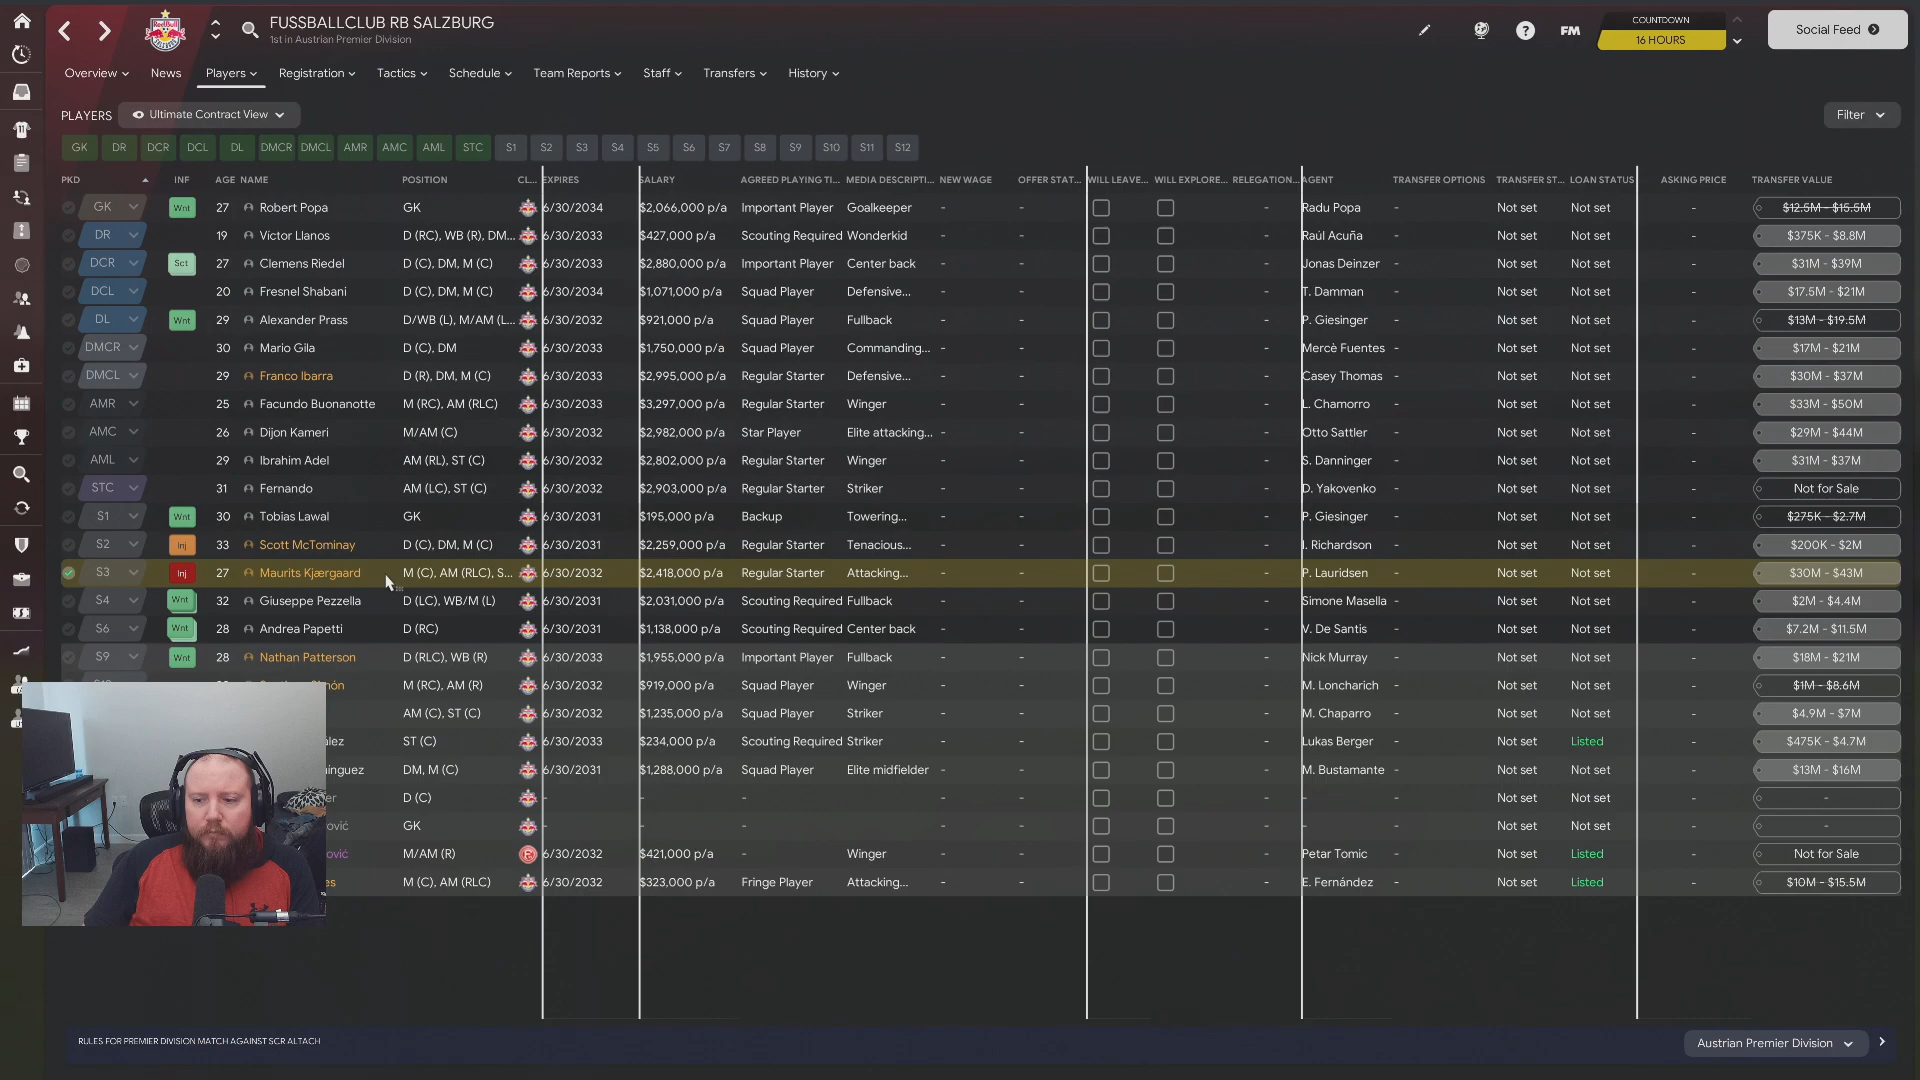 FUSSBALLCLUB RB SALZBURG
1st in Austrian Premier Division
FM
COUNTDOWN
16 HOURS
Social Feed
Overview
News
Players
Registration
Tactics
Schedule
Team Reports
Staff
Transfers
History
PLAYERS
Ultimate Contract View
Filter
GK DR DCR DCL DL DMCR DMCL AMR AMC AML STC S1 S2 S3 S4 S5 S6 S7 S8 S9 S10 S11 S12
PKD INF AGE NAME POSITION CL... EXPIRES SALARY AGREED PLAYING TI... MEDIA DESCRIPTI... NEW WAGE OFFER STAT... WILL LEAVE... WILL EXPLORE... RELEGATION... AGENT TRANSFER OPTIONS TRANSFER ST... LOAN STATUS ASKING PRICE TRANSFER VALUE
GK Wnt 27 Robert Popa GK 6/30/2034 $2,066,000 p/a Important Player Goalkeeper - - - Radu Popa - Not set Not set - $12.5M - $15.5M
DR 19 Víctor Llanos D (RC), WB (R), DM... 6/30/2033 $427,000 p/a Scouting Required Wonderkid - - - Raúl Acuña - Not set Not set - $375K - $8.8M
DCR Sct 27 Clemens Riedel D (C), DM, M (C) 6/30/2033 $2,880,000 p/a Important Player Center back - - - Jonas Deinzer - Not set Not set - $31M - $39M
DCL 20 Fresnel Shabani D (C), DM, M (C) 6/30/2034 $1,071,000 p/a Squad Player Defensive... - - - T. Damman - Not set Not set - $17.5M - $21M
DL Wnt 29 Alexander Prass D/WB (L), M/AM (L... 6/30/2032 $921,000 p/a Squad Player Fullback - - - P. Giesinger - Not set Not set - $13M - $19.5M
DMCR 30 Mario Gila D (C), DM 6/30/2033 $1,750,000 p/a Squad Player Commanding... - - - Mercè Fuentes - Not set Not set - $17M - $21M
DMCL 29 Franco Ibarra D (R), DM, M (C) 6/30/2033 $2,995,000 p/a Regular Starter Defensive... - - - Casey Thomas - Not set Not set - $30M - $37M
AMR 25 Facundo Buonanotte M (RC), AM (RLC) 6/30/2033 $3,297,000 p/a Regular Starter Winger - - - L. Chamorro - Not set Not set - $33M - $50M
AMC 26 Dijon Kameri M/AM (C) 6/30/2032 $2,982,000 p/a Star Player Elite attacking... - - - Otto Sattler - Not set Not set - $29M - $44M
AML 29 Ibrahim Adel AM (RL), ST (C) 6/30/2032 $2,802,000 p/a Regular Starter Winger - - - S. Danninger - Not set Not set - $31M - $37M
STC 31 Fernando AM (LC), ST (C) 6/30/2032 $2,903,000 p/a Regular Starter Striker - - - D. Yakovenko - Not set Not set - Not for Sale
S1 Wnt 30 Tobias Lawal GK 6/30/2031 $195,000 p/a Backup Towering... - - - P. Giesinger - Not set Not set - $275K - $2.7M
S2 Inj 33 Scott McTominay D (C), DM, M (C) 6/30/2031 $2,259,000 p/a Regular Starter Tenacious... - - - I. Richardson - Not set Not set - $200K - $2M
S3 Inj 27 Maurits Kjærgaard M (C), AM (RLC), S... 6/30/2032 $2,418,000 p/a Regular Starter Attacking... - - - P. Lauridsen - Not set Not set - $30M - $43M
S4 Wnt 32 Giuseppe Pezzella D (LC), WB/M (L) 6/30/2031 $2,031,000 p/a Scouting Required Fullback - - - Simone Masella - Not set Not set - $2M - $4.4M
S6 Wnt 28 Andrea Papetti D (RC) 6/30/2031 $1,138,000 p/a Scouting Required Center back - - - V. De Santis - Not set Not set - $7.2M - $11.5M
S9 Wnt 28 Nathan Patterson D (RLC), WB (R) 6/30/2033 $1,955,000 p/a Important Player Fullback - - - Nick Murray - Not set Not set - $18M - $21M
M (RC), AM (R) 6/30/2032 $919,000 p/a Squad Player Winger - - - M. Loncharich - Not set Not set - $1M - $8.6M
AM (C), ST (C) 6/30/2032 $1,235,000 p/a Squad Player Striker - - - M. Chaparro - Not set Not set - $4.9M - $7M
ST (C) 6/30/2033 $234,000 p/a Scouting Required Striker - - - Lukas Berger - Not set Listed - $475K - $4.7M
DM, M (C) 6/30/2031 $1,288,000 p/a Squad Player Elite midfielder - - - M. Bustamante - Not set Not set - $13M - $16M
D (C) - - - - - - - - Not set Not set - -
GK - - - - - - - - Not set Not set - -
M/AM (R) 6/30/2032 $421,000 p/a - Winger - - - Petar Tomic - Not set Listed - Not for Sale
M (C), AM (RLC) 6/30/2032 $323,000 p/a Fringe Player Attacking... - - - E. Fernández - Not set Listed - $10M - $15.5M
RULES FOR PREMIER DIVISION MATCH AGAINST SCR ALTACH
Austrian Premier Division